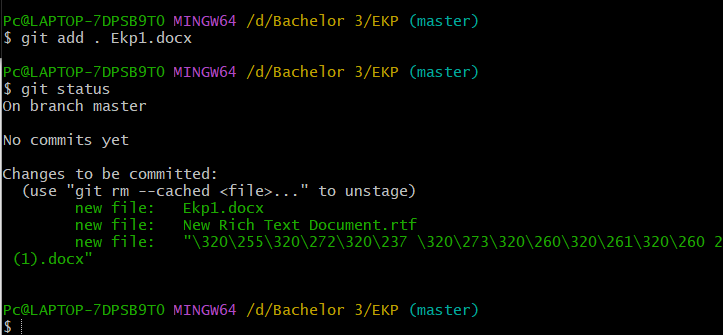 Pc@LAPTOP-7DPSB9T0 MINGW64 /d/Bachelor 3/EKP (master)
$ git add . Ekp1.docx
Pc@LAPTOP-7DPSB9T0 MINGW64 /d/Bachelor 3/EKP (master)
$ git status
On branch master
No commits yet
Changes to be committed:
  (use "git rm --cached <file>..." to unstage)
        new file:   Ekp1.docx
        new file:   New Rich Text Document.rtf
        new file:   "\320\255\320\272\320\237 \320\273\320\260\320\261\320\260 2
 (1).docx"
Pc@LAPTOP-7DPSB9T0 MINGW64 /d/Bachelor 3/EKP (master)
$